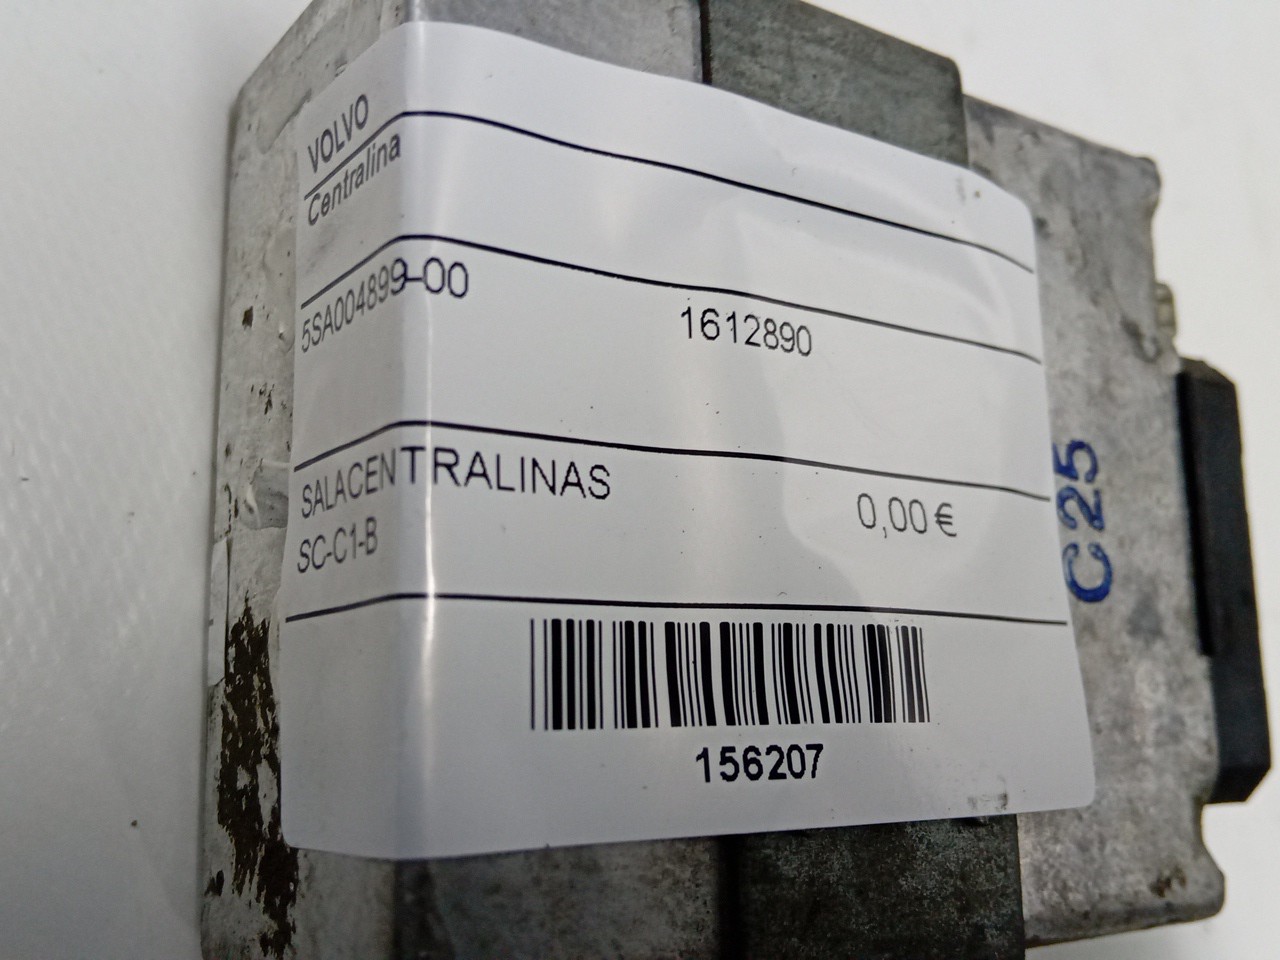 VOLVO
Centralina
5SA004899-00
1612890
SALACENTRALINAS
0,00€
SC-C1-B
156207
C25